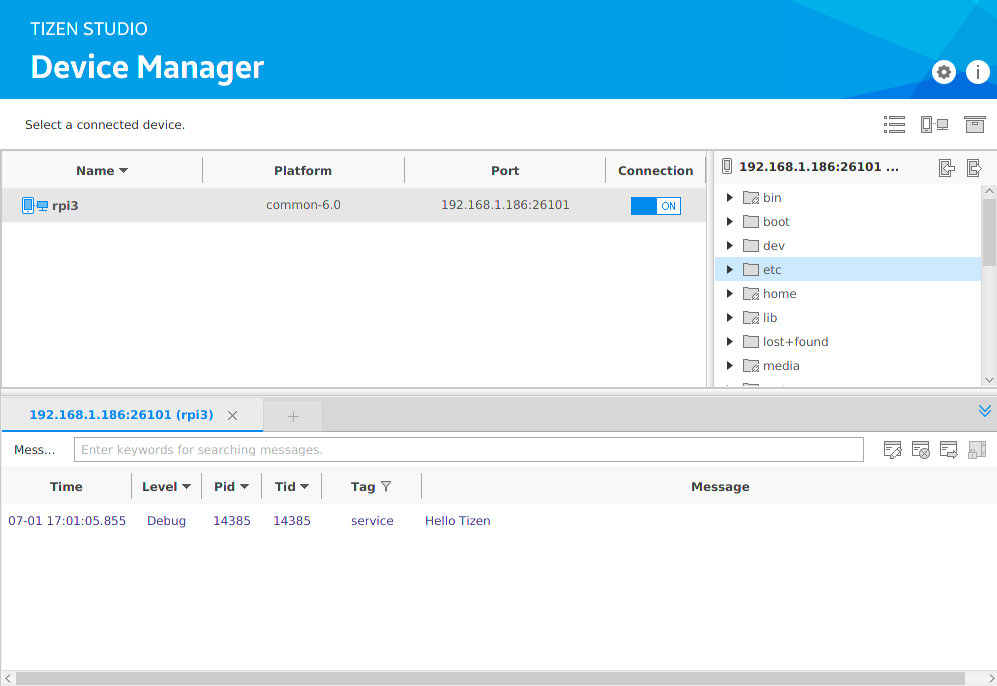 TIZEN STUDIO
Device Manager
Select a connected device.
Name Platform Port Connection
rpi3 common-6.0 192.168.1.186:26101 ON
192.168.1.186:26101 ...
bin
boot
dev
etc
home
lib
lost+found
media
192.168.1.186:26101 (rpi3)
Mess... Enter keywords for searching messages.
Time Level Pid Tid Tag Message
07-01 17:01:05.855 Debug 14385 14385 service Hello Tizen